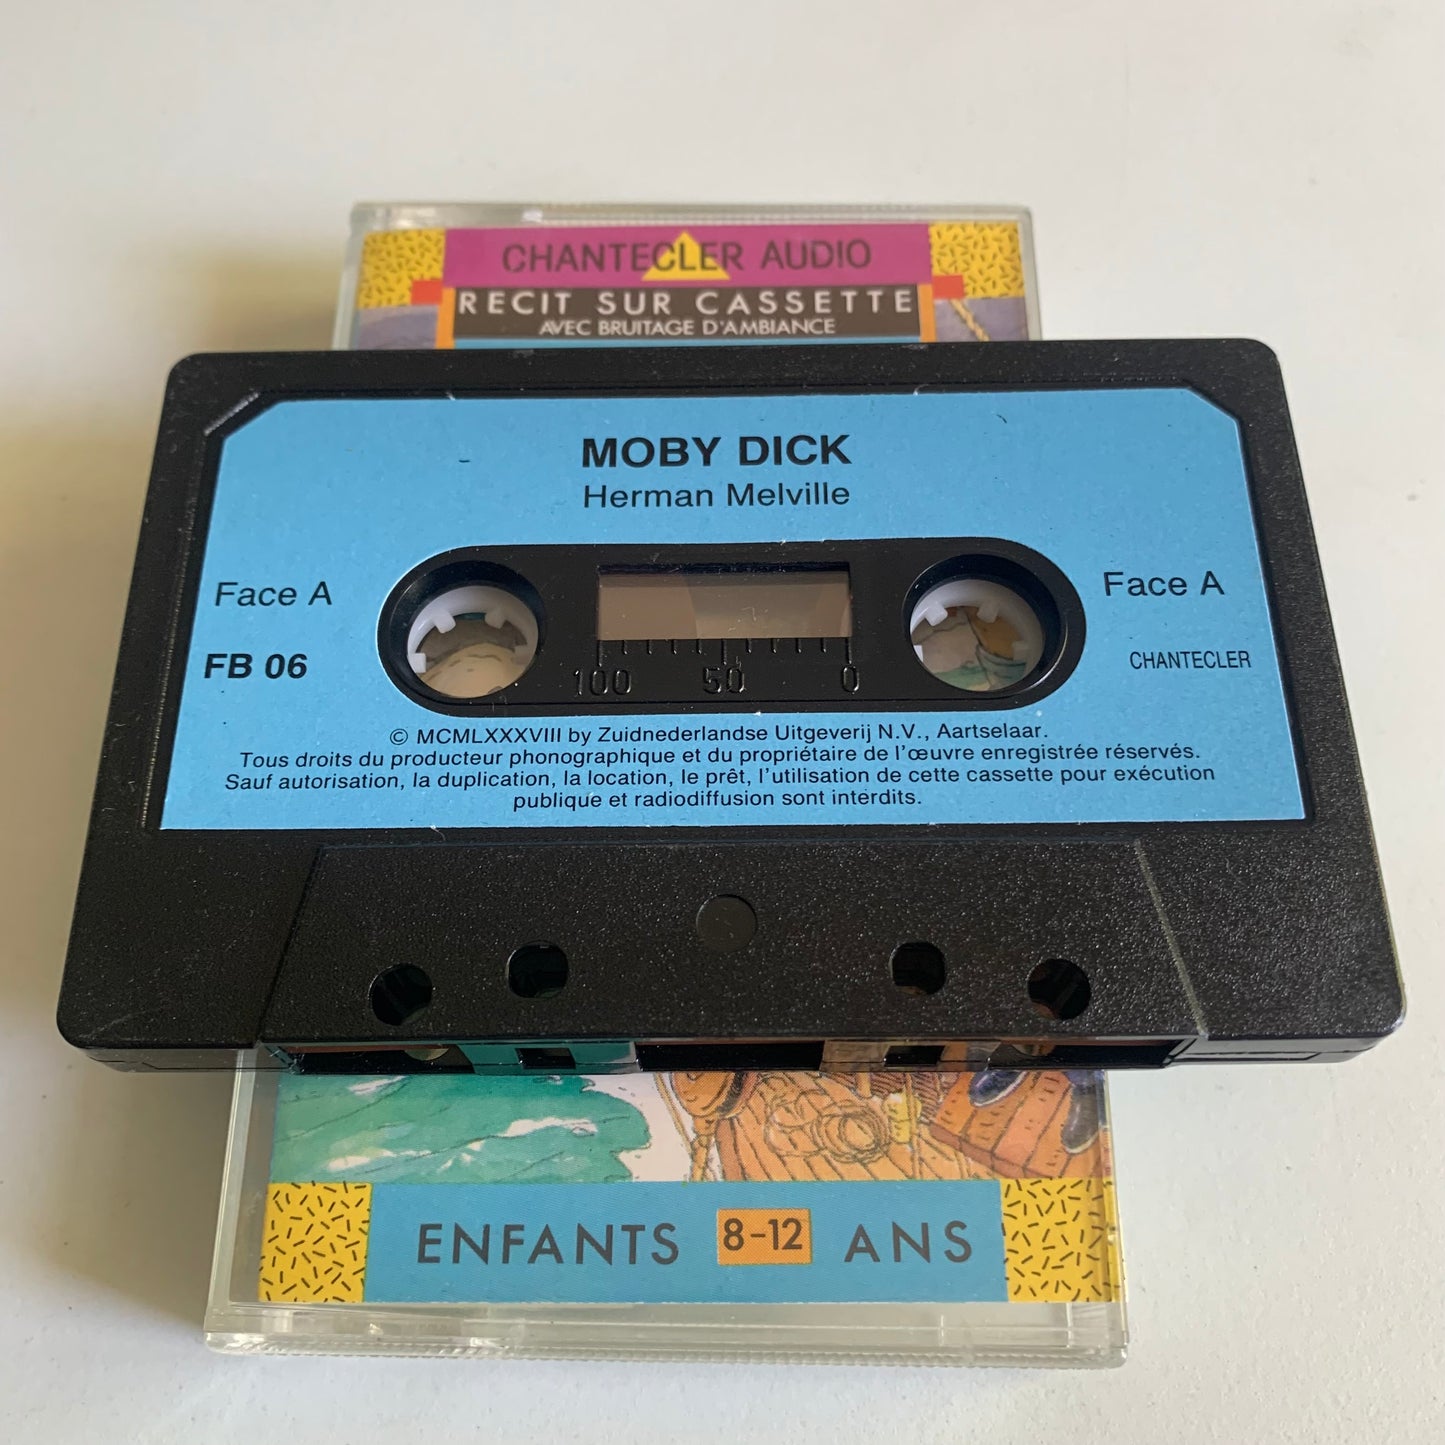 CHANTECLER AUDIO
RECIT SUR CASSETTE
AVEC BRUITAGE D'AMBIANCE
MOBY DICK
Herman Melville
Face A
Face A
FB 06
CHANTECLER
100 50 0
© MCMLXXXVIII by Zuidnederlandse Uitgeverij N.V., Aartselaar.
Tous droits du producteur phonographique et du propriétaire de l'œuvre enregistrée réservés.
Sauf autorisation, la duplication, la location, le prêt, l'utilisation de cette cassette pour exécution
publique et radiodiffusion sont interdits.
ENFANTS 8-12 ANS